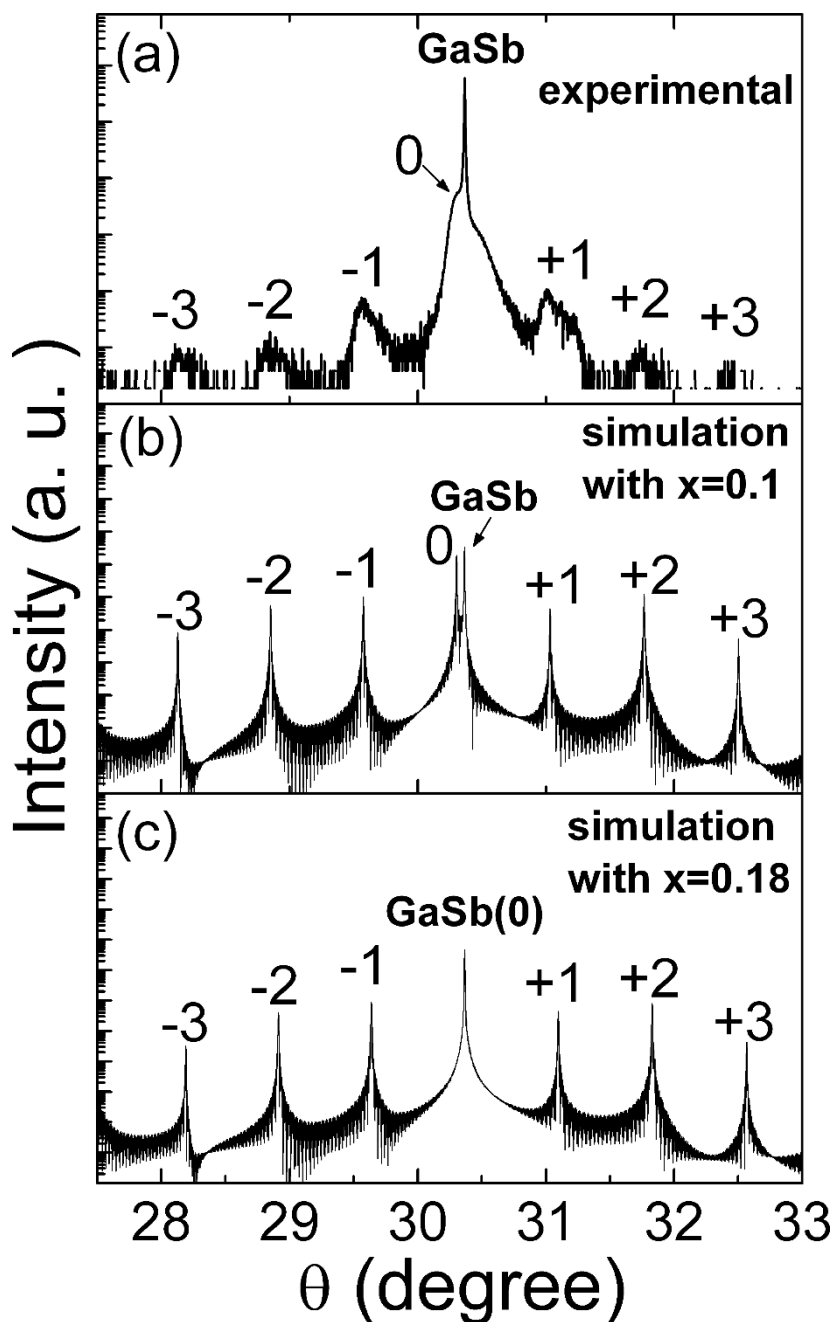 (a)
GaSb
experimental
0
-3
-2
-1
+1
+2
+3
(b)
simulation
with x=0.1
GaSb
0
-3
-2
-1
+1
+2
+3
(c)
simulation
with x=0.18
GaSb(0)
-3
-2
-1
+1
+2
+3
Intensity (a. u.)
28 29 30 31 32 33
θ (degree)